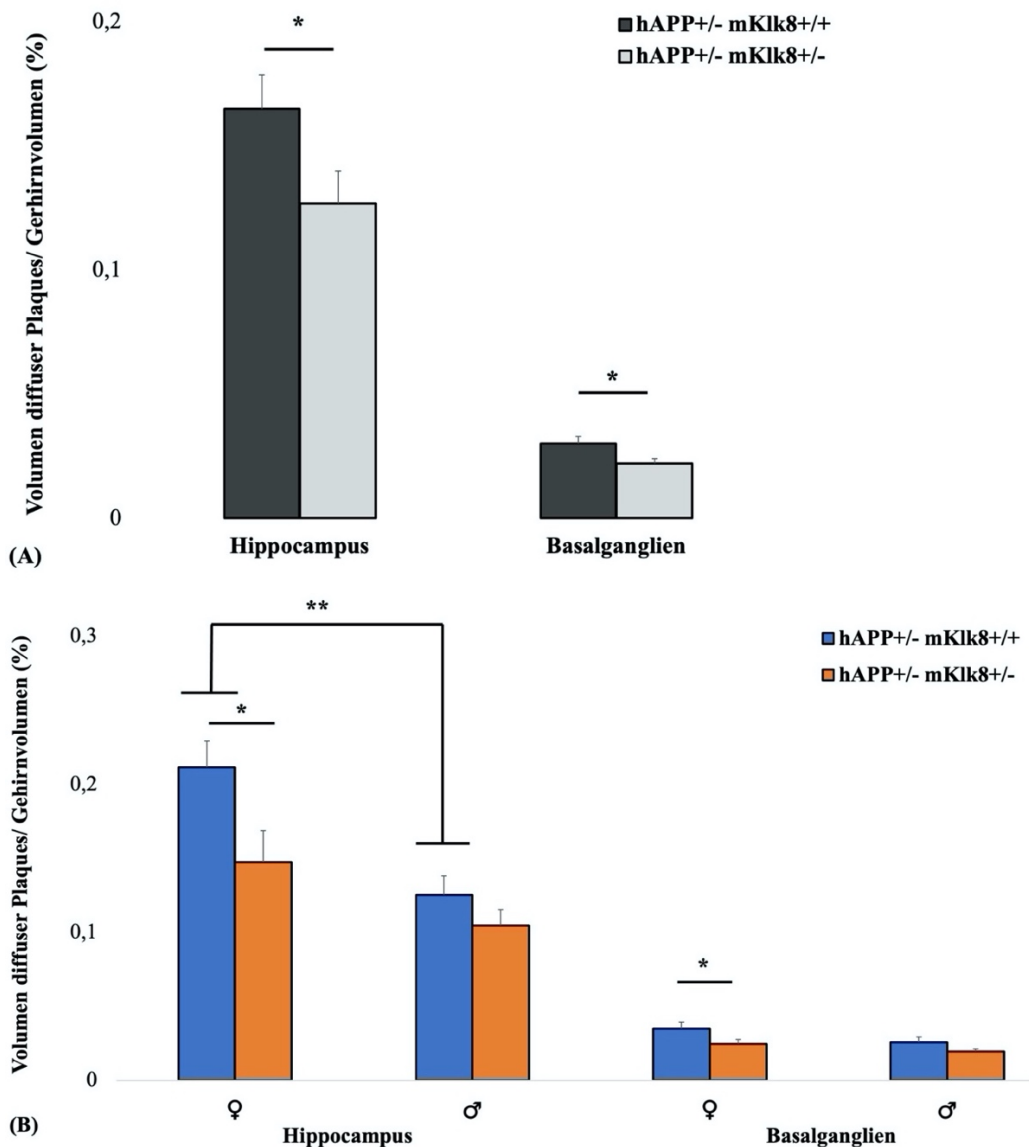 Volumen diffuser Plaques/ Gerhirnvolumen (%)
0,2
0,1
0
*
*
hAPP+/- mKlk8+/+
hAPP+/- mKlk8+/-
Hippocampus
Basalganglien
(A)
Volumen diffuser Plaques/ Gehirnvolumen (%)
0,3
0,2
0,1
0
**
*
*
hAPP+/- mKlk8+/+
hAPP+/- mKlk8+/-
♀ ♂ ♀ ♂
Hippocampus
Basalganglien
(B)